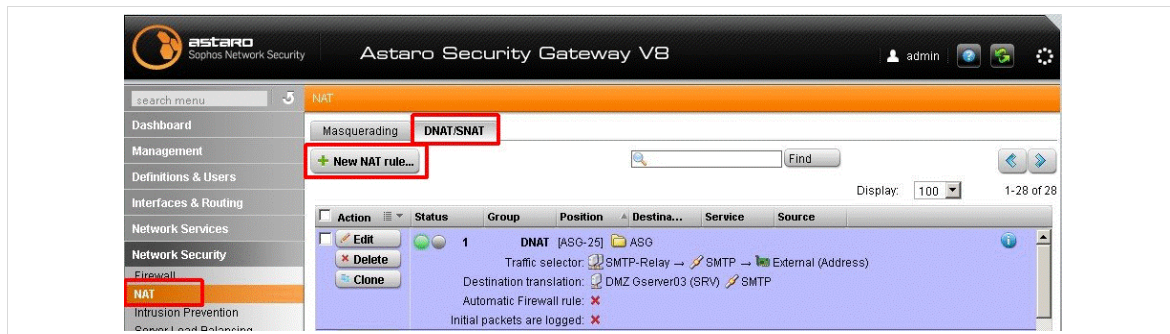 astaro
Sophos Network Security
Astaro Security Gateway V8
admin
search menu
NAT
Dashboard
Management
Definitions & Users
Interfaces & Routing
Network Services
Network Security
Firewall
NAT
Intrusion Prevention
Server Load Balancing
Masquerading DNAT/SNAT
New NAT rule...
Find
Display: 100 1-28 of 28
Action Status Group Position Destina... Service Source
Edit 1 DNAT [ASG-25] ASG
Delete Traffic selector: SMTP-Relay → SMTP → External (Address)
Clone Destination translation: DMZ Gserver03 (SRV) SMTP
Automatic Firewall rule:
Initial packets are logged: